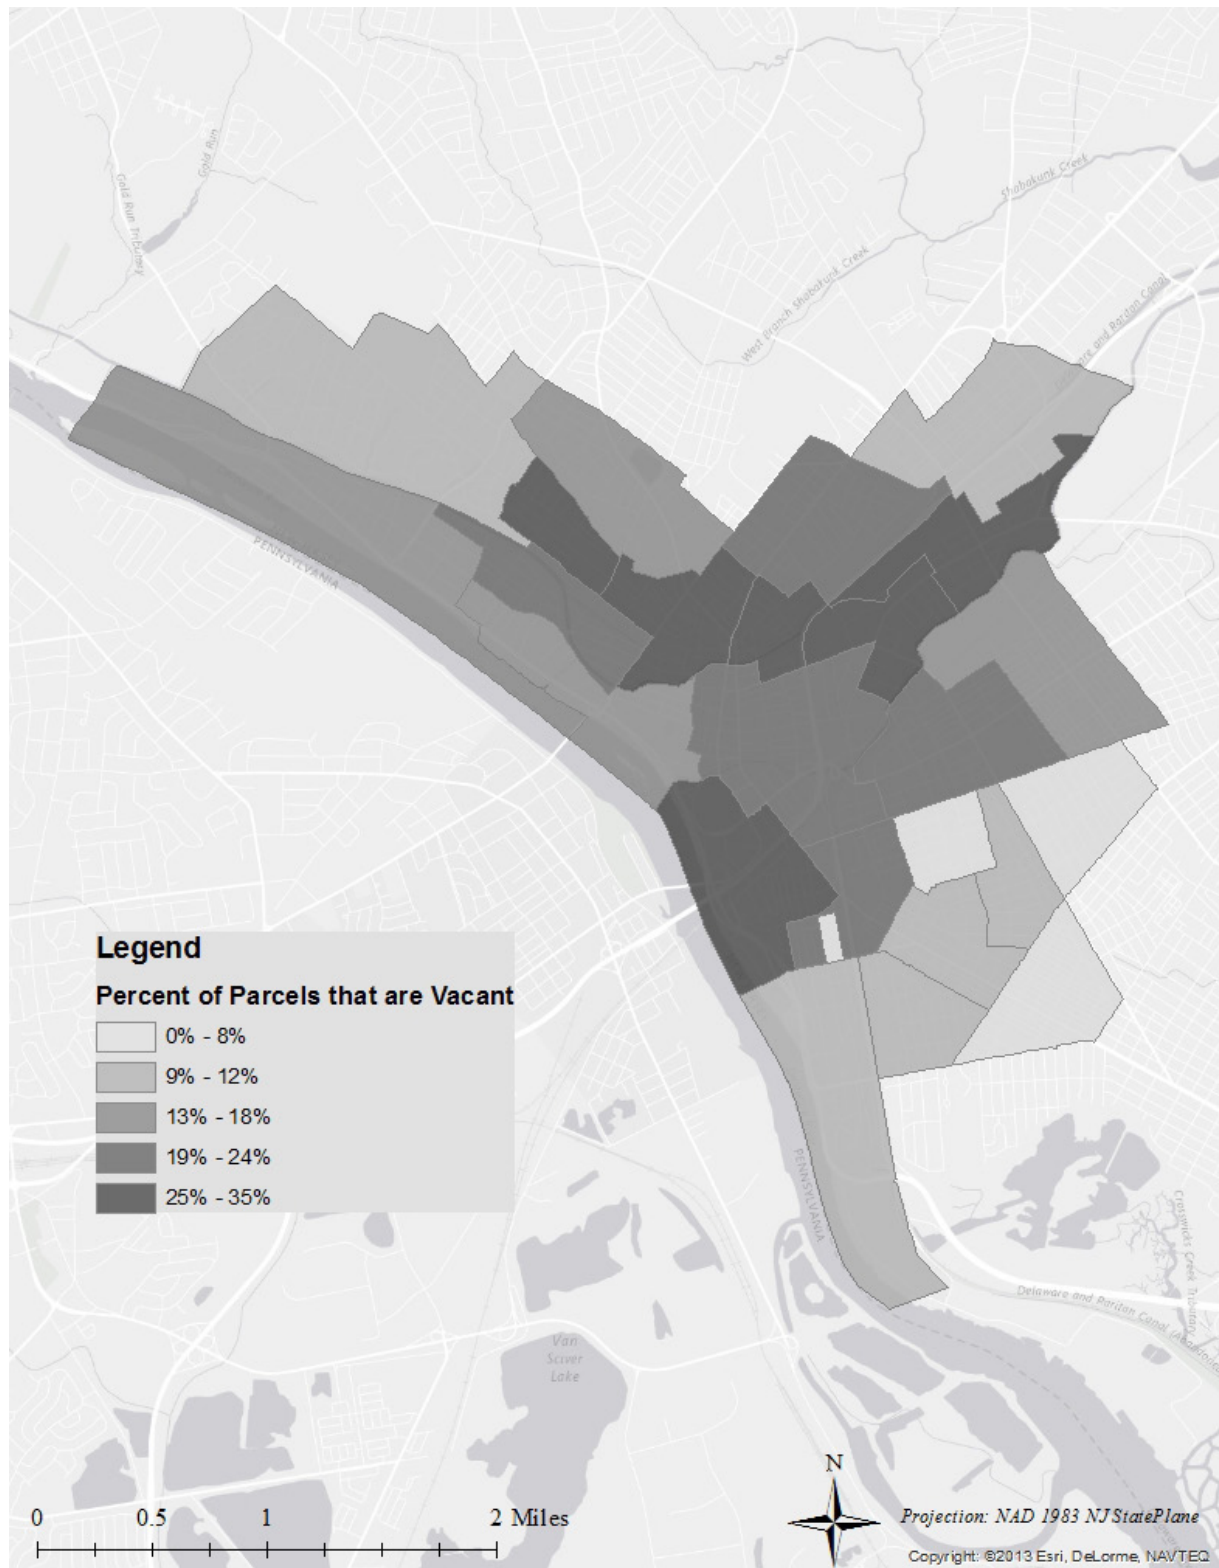 Gold Run
Gold Run Tributary
Shabakunk Creek
West Branch Shabakunk Creek
Delaware and Raritan Canal
PENNSYLVANIA
Legend
Percent of Parcels that are Vacant
0% - 8%
9% - 12%
13% - 18%
19% - 24%
25% - 35%
PENNSYLVANIA
Crosswicks Creek Tributary
Delaware and Raritan Canal
Van
Sciver
Lake
N
0 0.5 1 2 Miles
Projection: NAD 1983 NJ StatePlane
Copyright: ©2013 Esri, DeLorme, NAVTEQ